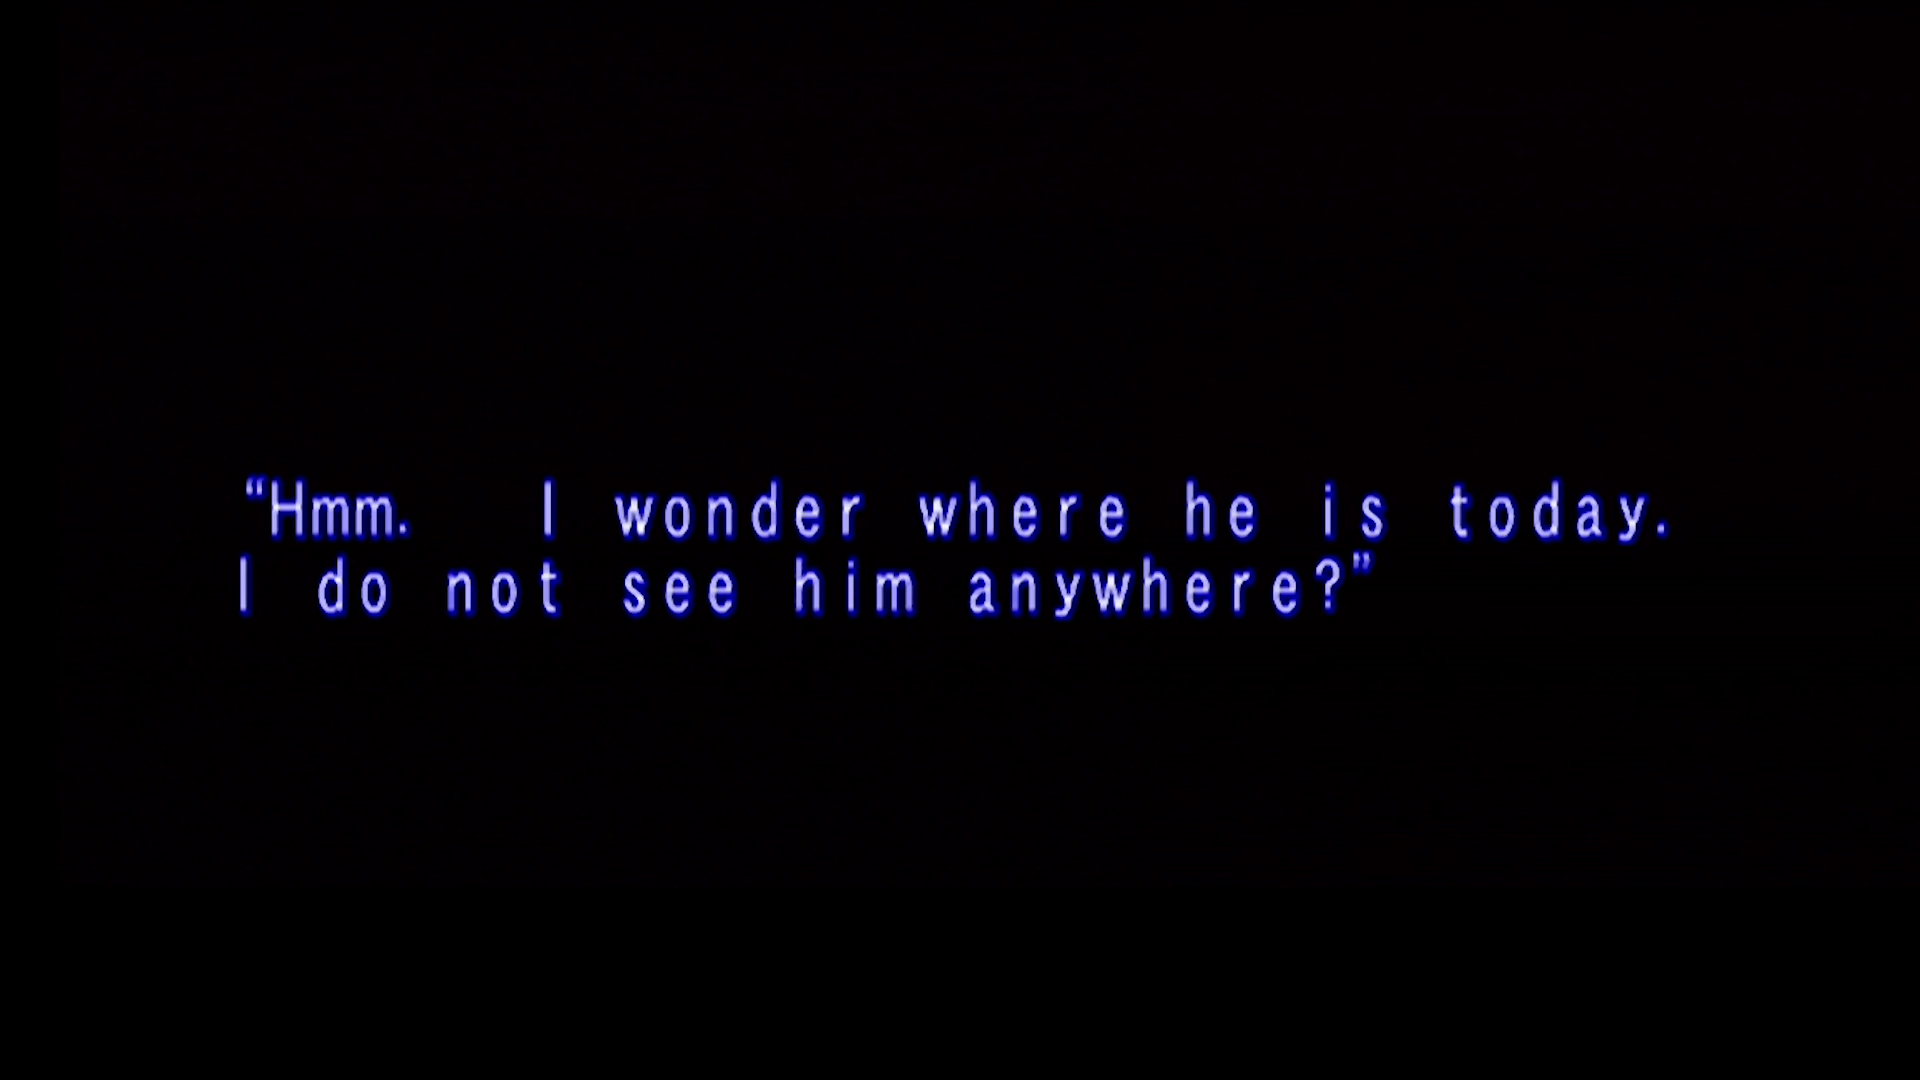 “Hmm. I wonder where he is today.
I do not see him anywhere?”